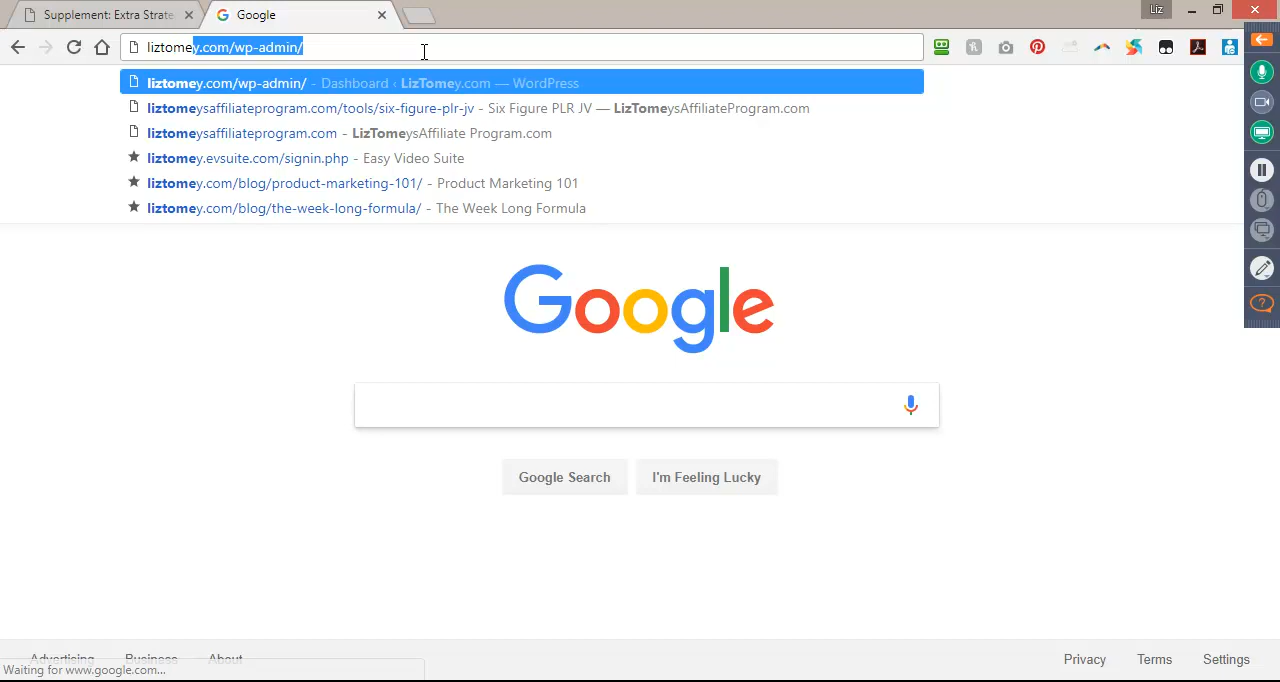 Supplement: Extra Strate
Google
Liz
liztomey.com/wp-admin/
liztomey.com/wp-admin/ - Dashboard ‹ LizTomey.com — WordPress
liztomeysaffiliateprogram.com/tools/six-figure-plr-jv - Six Figure PLR JV — LizTomeysAffiliateProgram.com
liztomeysaffiliateprogram.com - LizTomeysAffiliate Program.com
liztomey.evsuite.com/signin.php - Easy Video Suite
liztomey.com/blog/product-marketing-101/ - Product Marketing 101
liztomey.com/blog/the-week-long-formula/ - The Week Long Formula
Google
Google Search
I'm Feeling Lucky
Advertising
Business
About
Privacy
Terms
Settings
Waiting for www.google.com...